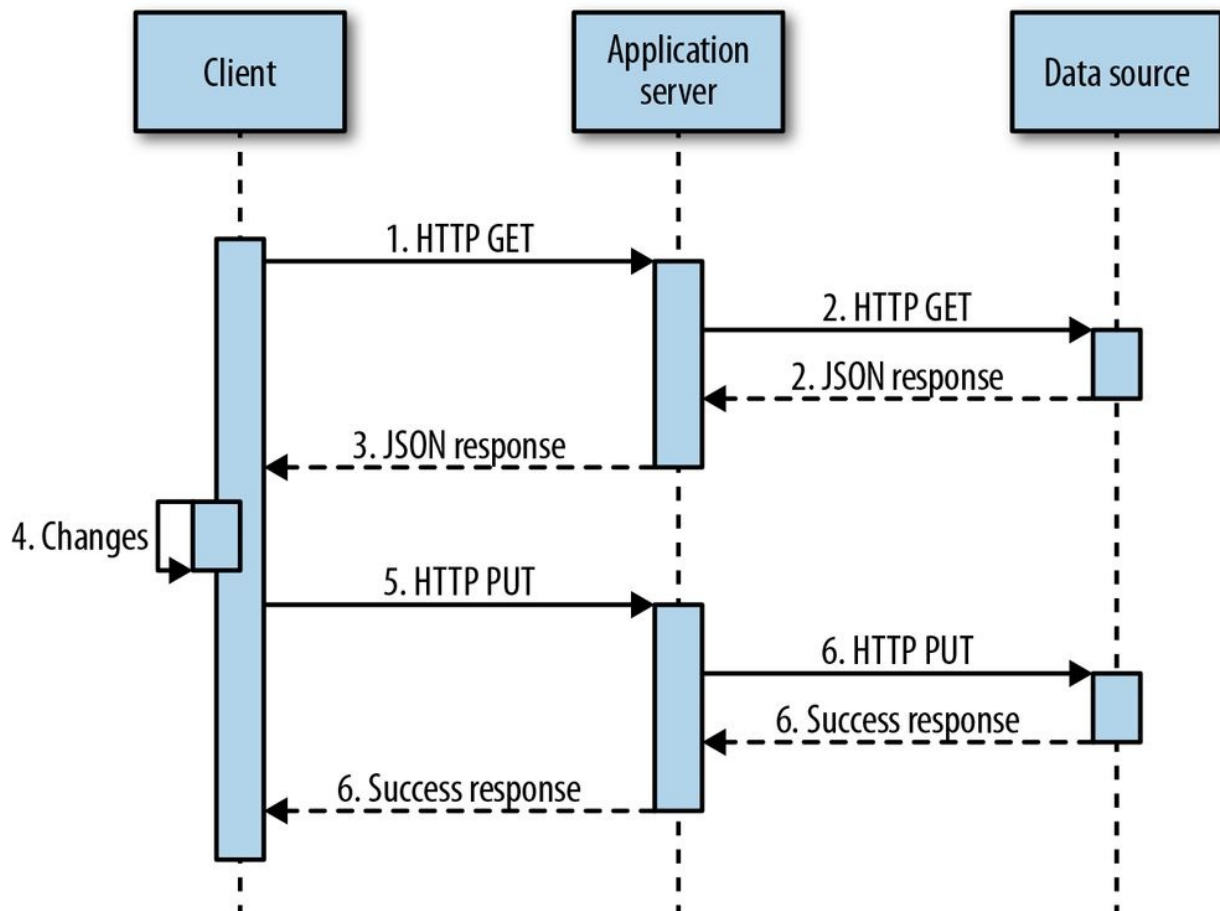 Client
Application
server
Data source
1. HTTP GET
2. HTTP GET
2. JSON response
3. JSON response
4. Changes
5. HTTP PUT
6. HTTP PUT
6. Success response
6. Success response